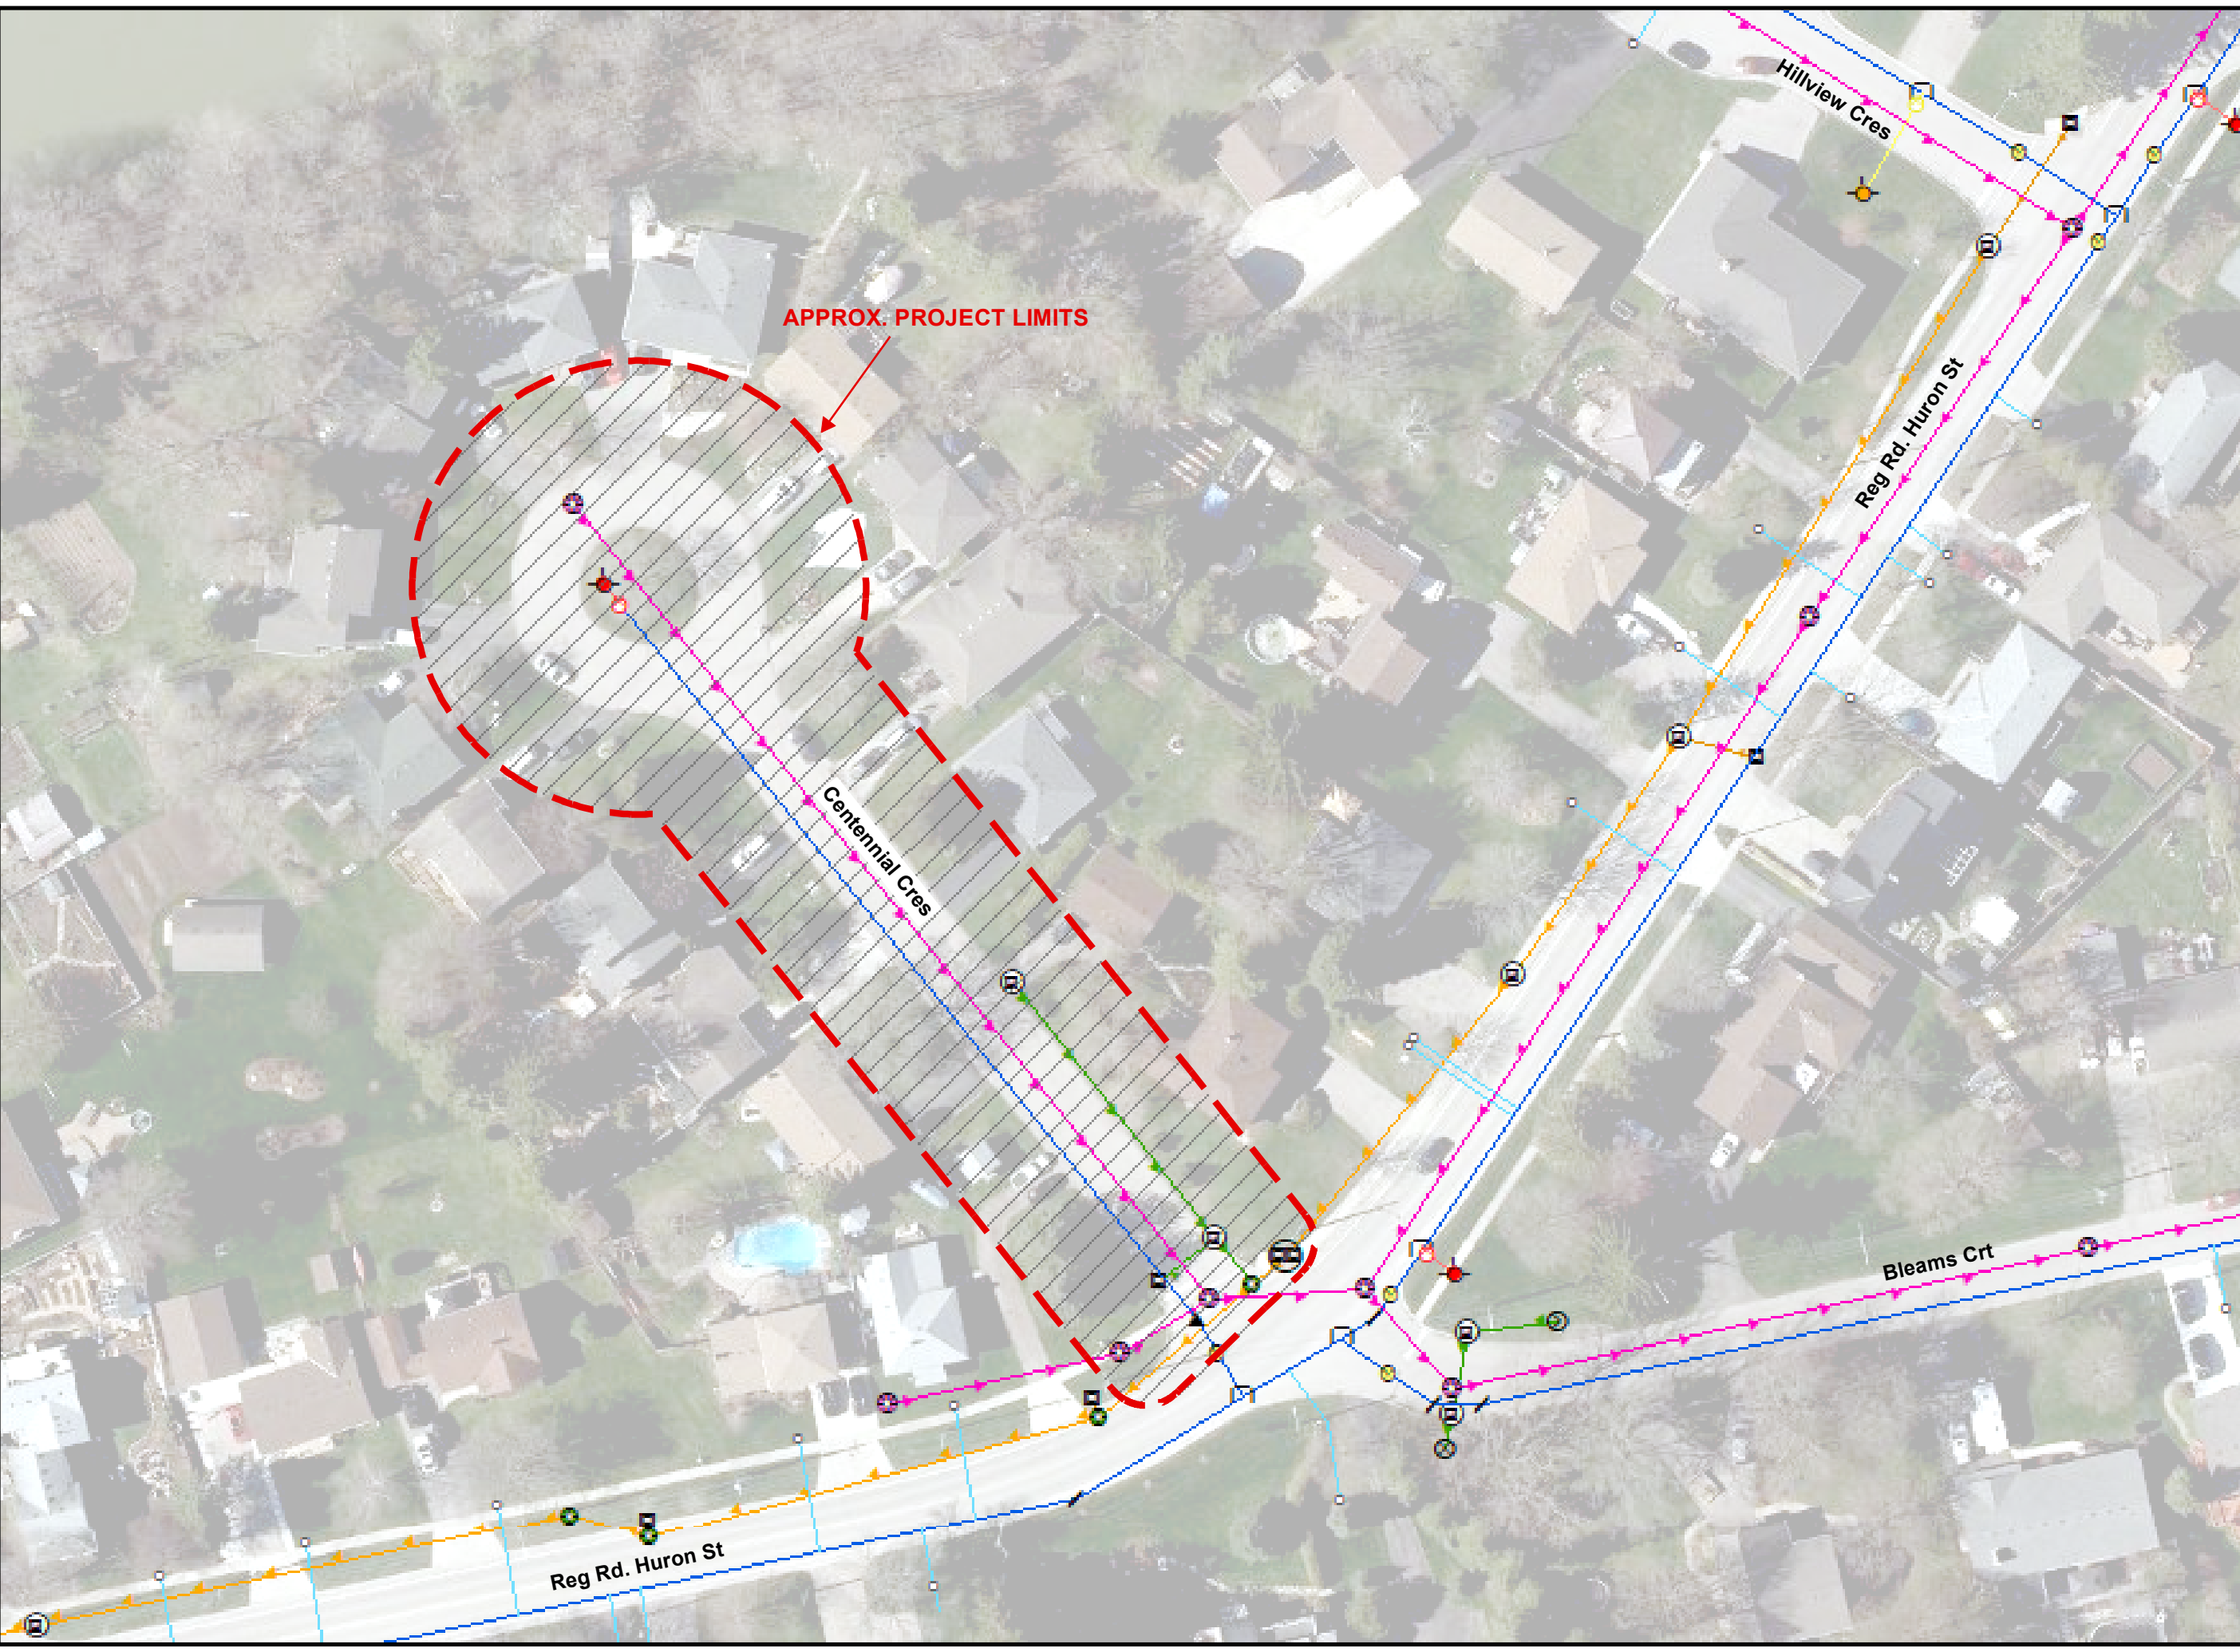 Hillview Cres
APPROX. PROJECT LIMITS
Reg Rd. Huron St
Centennial Cres
Bleams Crt
Reg Rd. Huron St